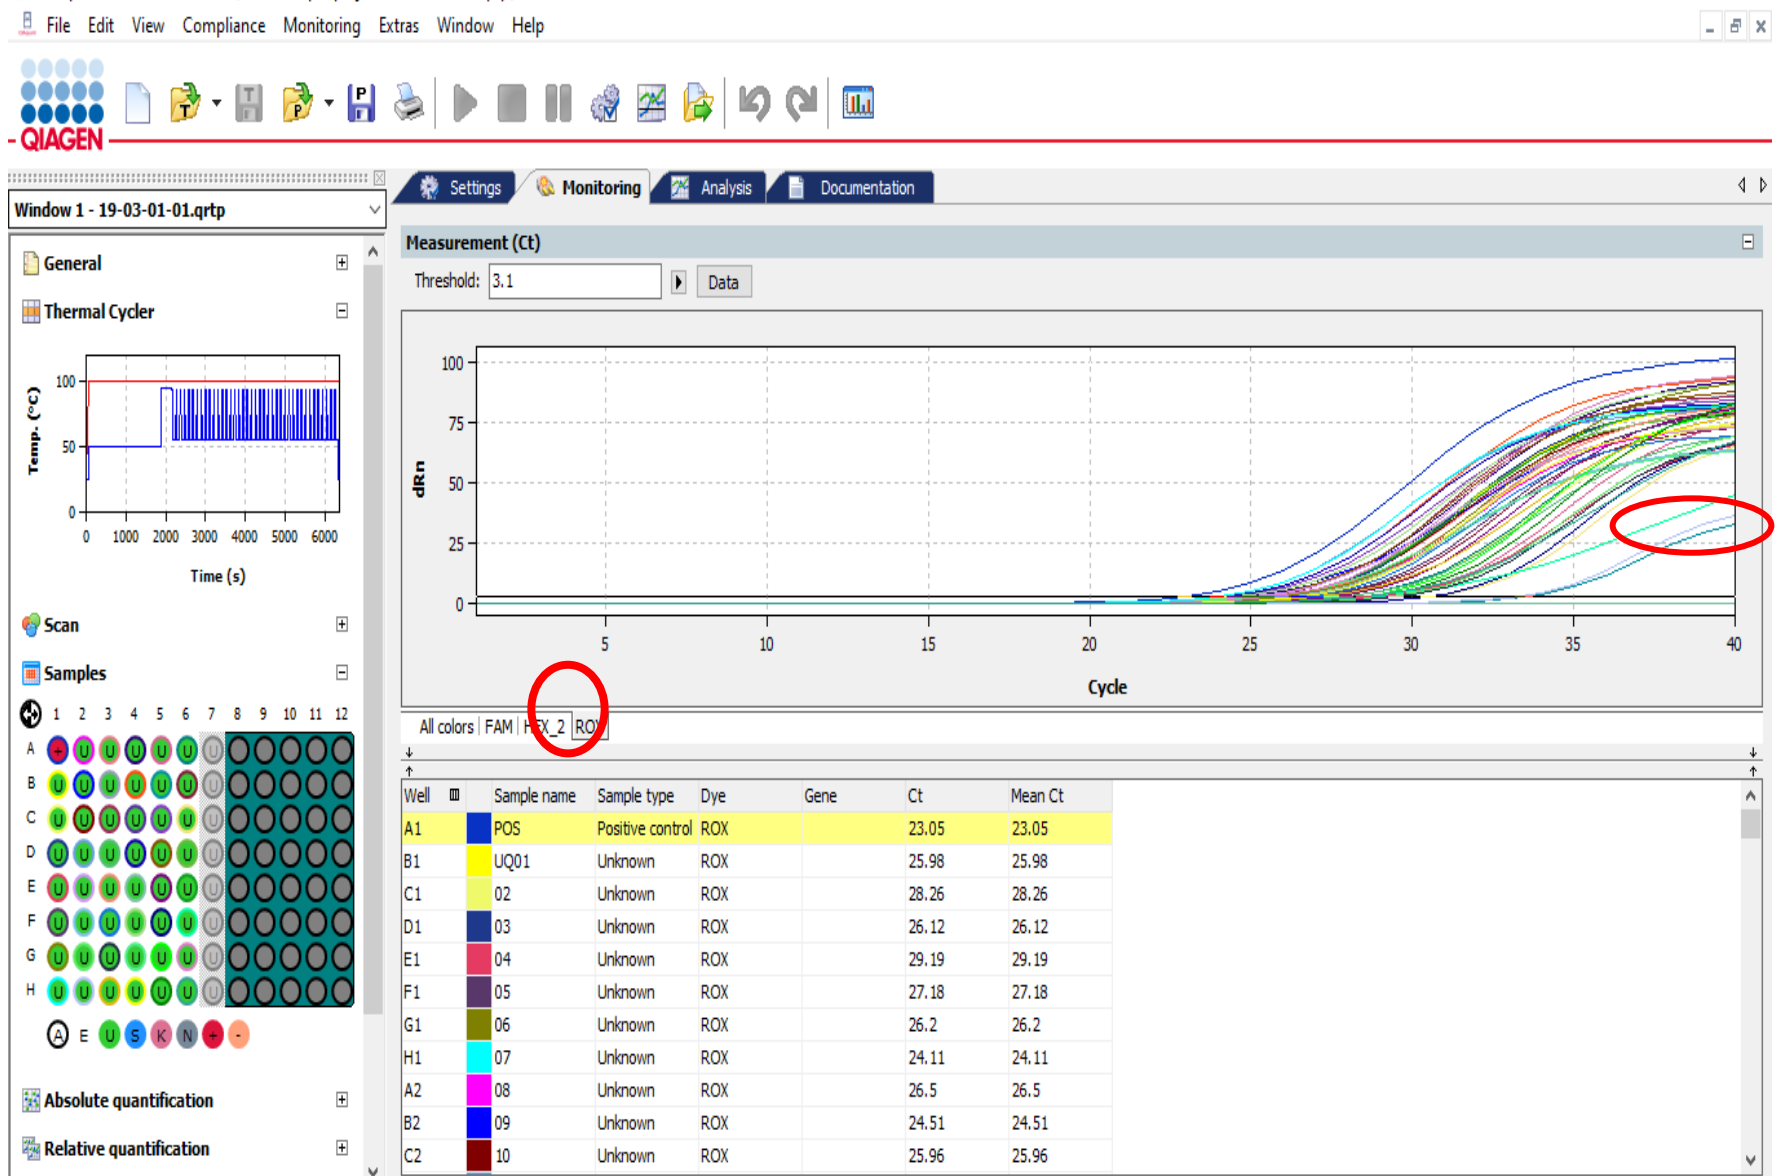 File Edit View Compliance Monitoring Extras Window Help
QIAGEN
Window 1 - 19-03-01-01.qrtp
General
Thermal Cycler
Temp. (°C)
100
50
0
0 1000 2000 3000 4000 5000 6000
Time (s)
Scan
Samples
1 2 3 4 5 6 7 8 9 10 11 12
A + U U U U U U
B U U U U U U U
C U U U U U U U
D U U U U U U U
E U U U U U U U
F U U U U U U U
G U U U U U U U
H U U U U U U U
A E U S K N + -
Absolute quantification
Relative quantification
Settings Monitoring Analysis Documentation
Measurement (Ct)
Threshold: 3.1 Data
dRn
100
75
50
25
0
5 10 15 20 25 30 35 40
Cycle
All colors FAM HEX_2 ROX
Well Sample name Sample type Dye Gene Ct Mean Ct
A1 POS Positive control ROX 23.05 23.05
B1 UQ01 Unknown ROX 25.98 25.98
C1 02 Unknown ROX 28.26 28.26
D1 03 Unknown ROX 26.12 26.12
E1 04 Unknown ROX 29.19 29.19
F1 05 Unknown ROX 27.18 27.18
G1 06 Unknown ROX 26.2 26.2
H1 07 Unknown ROX 24.11 24.11
A2 08 Unknown ROX 26.5 26.5
B2 09 Unknown ROX 24.51 24.51
C2 10 Unknown ROX 25.96 25.96